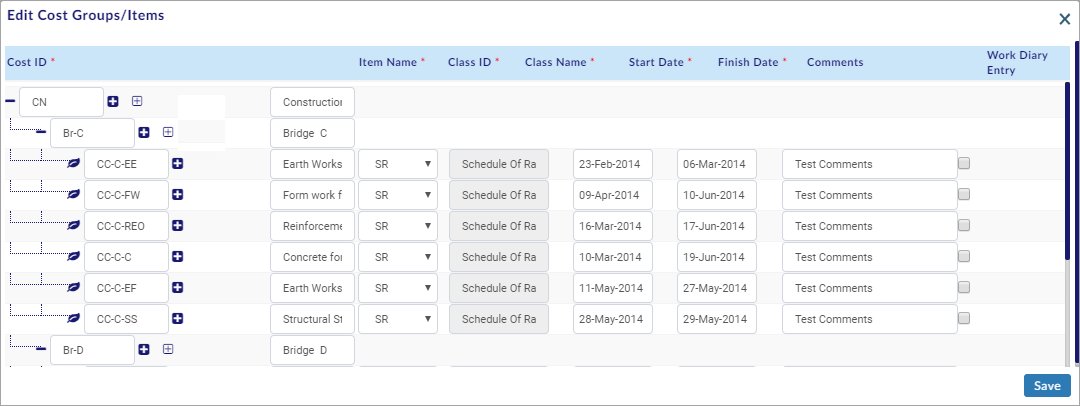 Edit Cost Groups/Items
Cost ID * Item Name * Class ID * Class Name * Start Date * Finish Date * Comments Work Diary Entry
CN Construction
Br-C Bridge C
CC-C-EE Earth Works SR Schedule Of Ra 23-Feb-2014 06-Mar-2014 Test Comments
CC-C-FW Form work f SR Schedule Of Ra 09-Apr-2014 10-Jun-2014 Test Comments
CC-C-REO Reinforceme SR Schedule Of Ra 16-Mar-2014 17-Jun-2014 Test Comments
CC-C-C Concrete for SR Schedule Of Ra 10-Mar-2014 19-Jun-2014 Test Comments
CC-C-EF Earth Works SR Schedule Of Ra 11-May-2014 27-May-2014 Test Comments
CC-C-SS Structural St SR Schedule Of Ra 28-May-2014 29-May-2014 Test Comments
Br-D Bridge D
Save